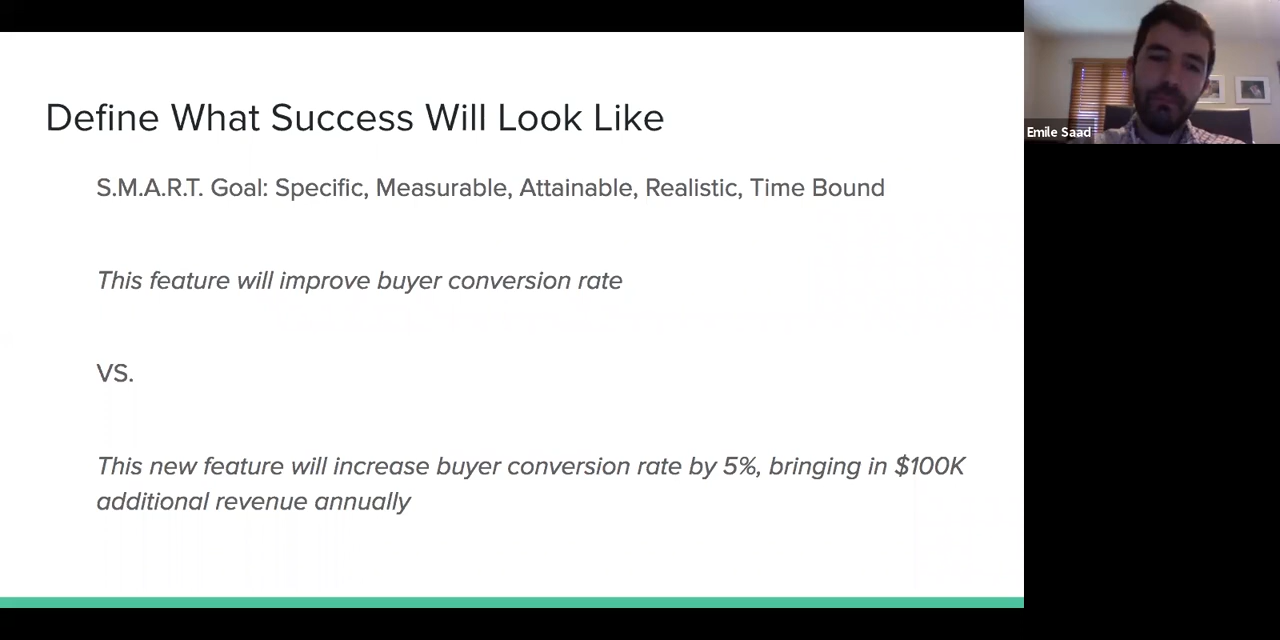 Define What Success Will Look Like
S.M.A.R.T. Goal: Specific, Measurable, Attainable, Realistic, Time Bound
This feature will improve buyer conversion rate
VS.
This new feature will increase buyer conversion rate by 5%, bringing in $100K
additional revenue annually
Emile Saad